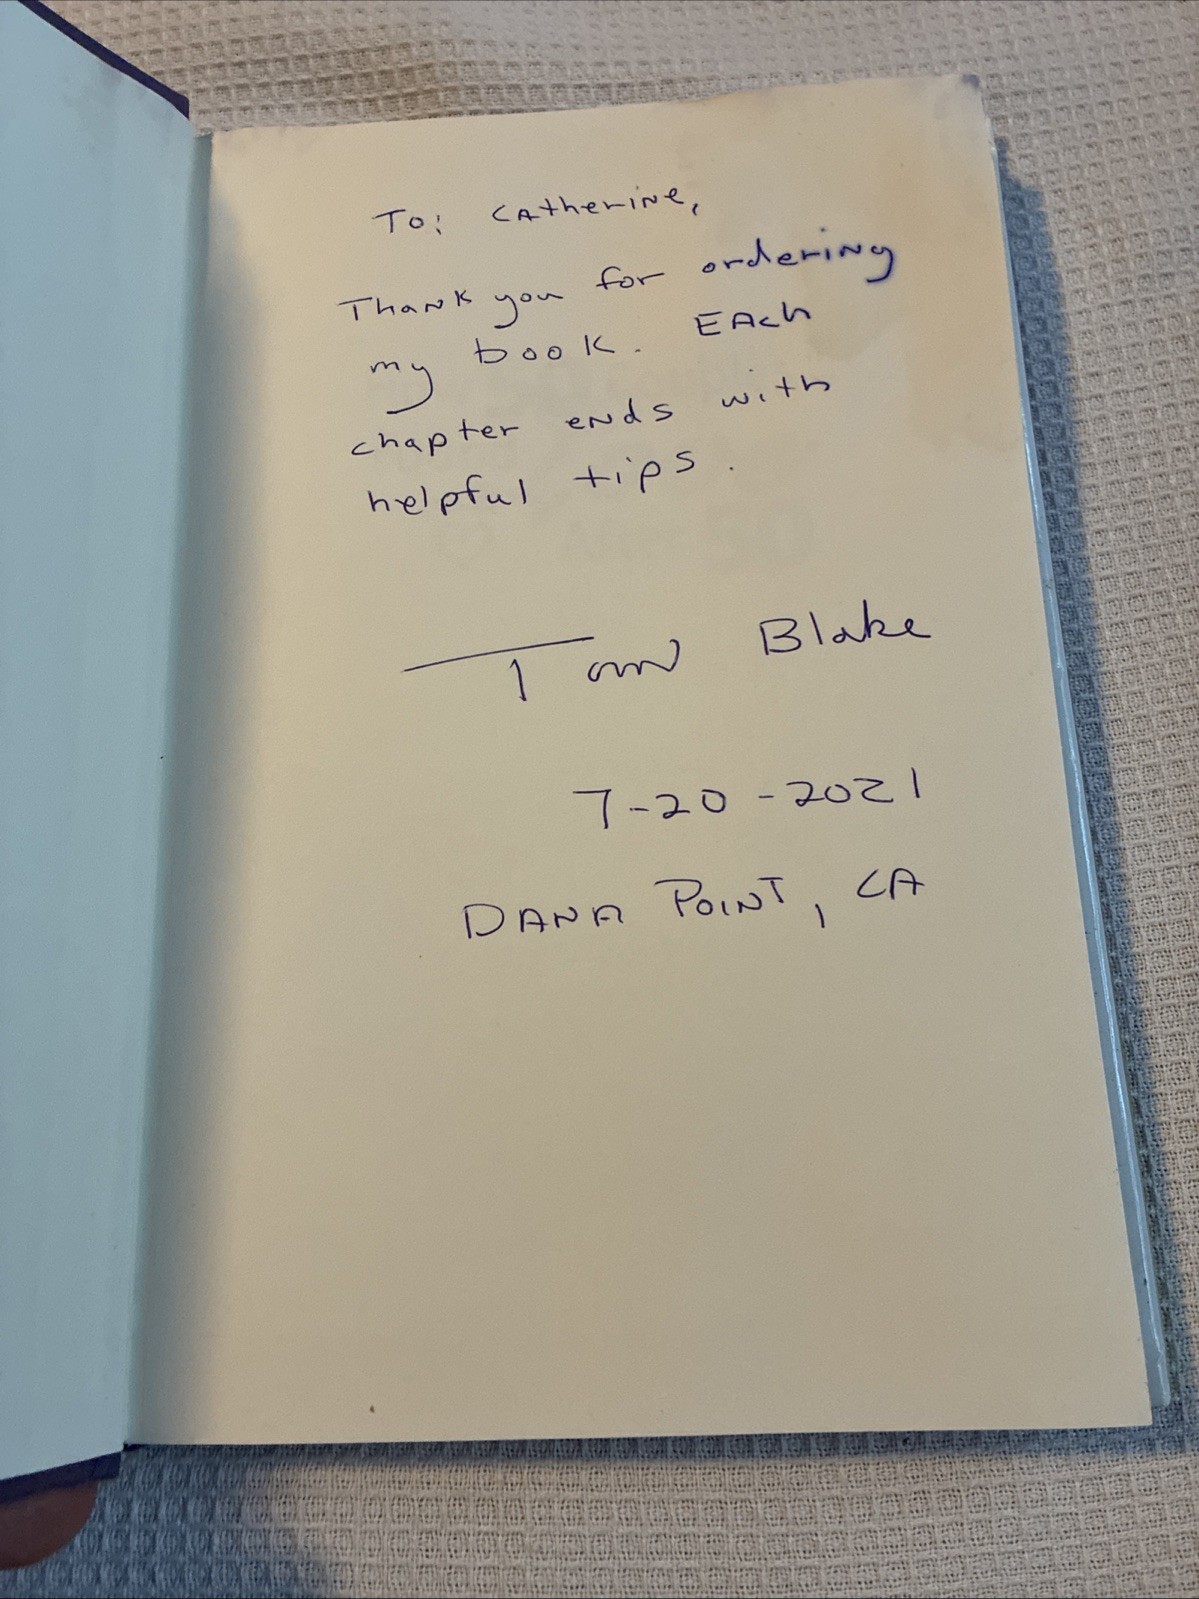 To: Catherine,
Thank you for ordering
my book. Each
chapter ends with
helpful tips.
Tom Blake
7-20-2021
DANA POINT, CA